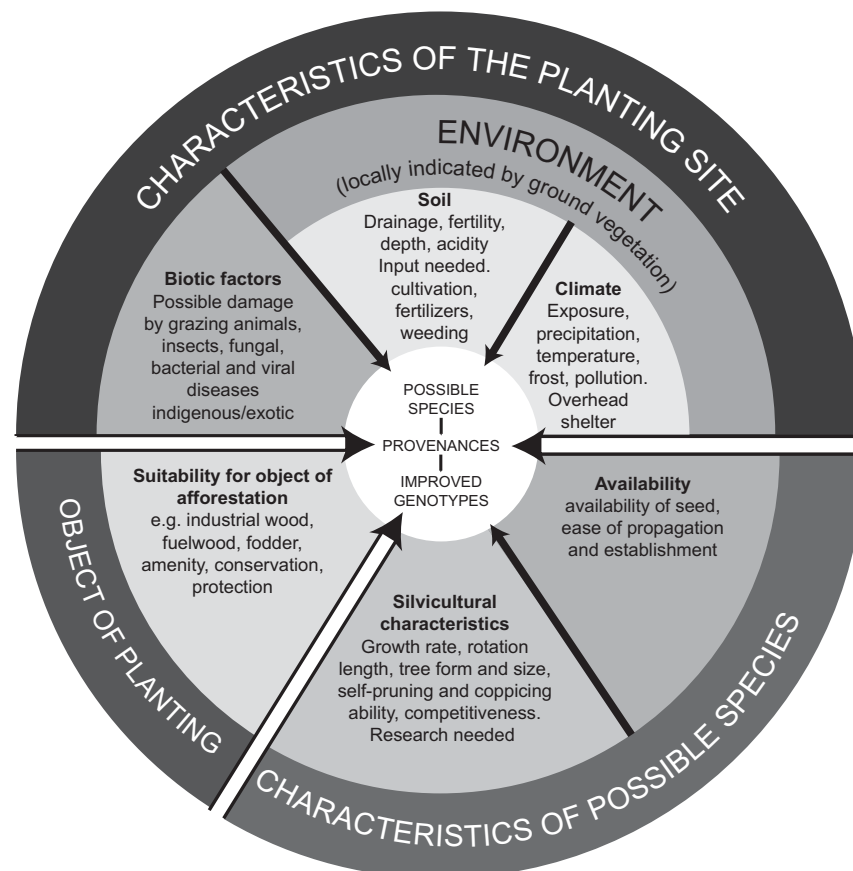 CHARACTERISTICS OF THE PLANTING SITE
ENVIRONMENT
(locally indicated by ground vegetation)
Soil
Drainage, fertility,
depth, acidity
Input needed.
cultivation,
fertilizers,
weeding
Biotic factors
Possible damage
by grazing animals,
insects, fungal,
bacterial and viral
diseases
indigenous/exotic
Climate
Exposure,
precipitation,
temperature,
frost, pollution.
Overhead
shelter
POSSIBLE
SPECIES
PROVENANCES
IMPROVED
GENOTYPES
Suitability for object of
afforestation
e.g. industrial wood,
fuelwood, fodder,
amenity, conservation,
protection
Availability
availability of seed,
ease of propagation
and establishment
Silvicultural
characteristics
Growth rate, rotation
length, tree form and size,
self-pruning and coppicing
ability, competitiveness.
Research needed
OBJECT OF PLANTING
CHARACTERISTICS OF POSSIBLE SPECIES